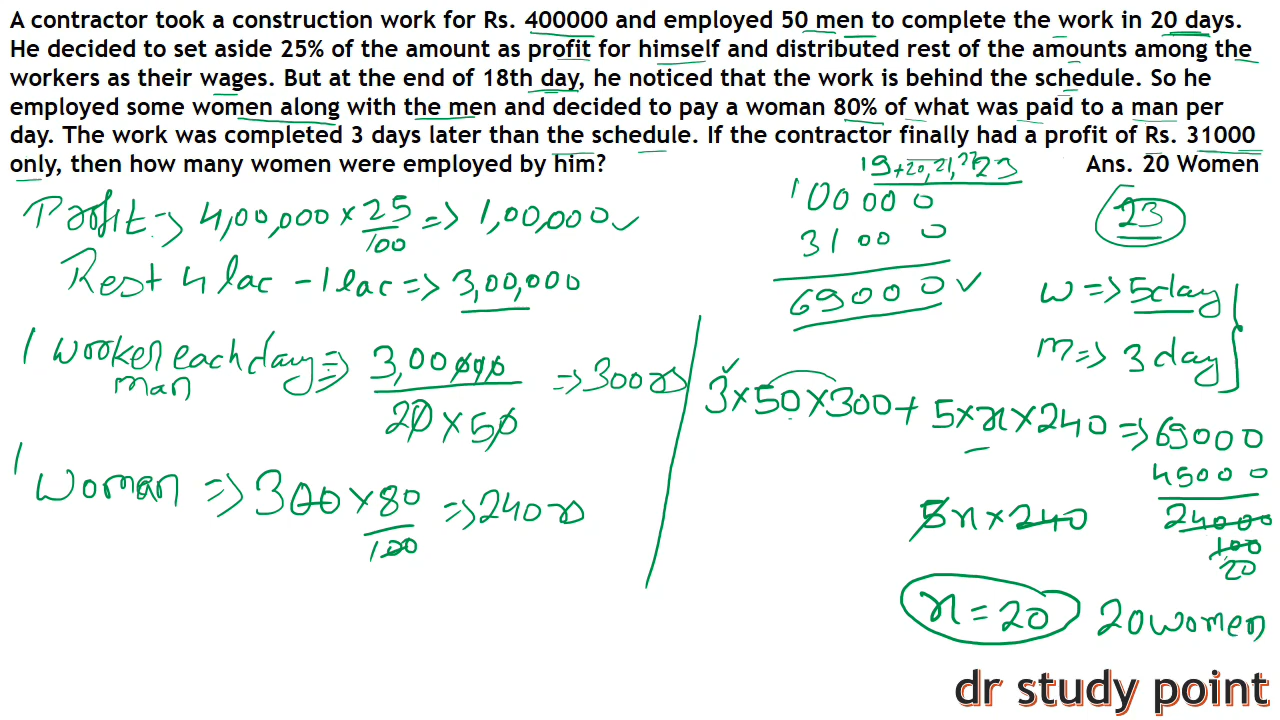 A contractor took a construction work for Rs. 400000 and employed 50 men to complete the work in 20 days.
He decided to set aside 25% of the amount as profit for himself and distributed rest of the amounts among the
workers as their wages. But at the end of 18th day, he noticed that the work is behind the schedule. So he
employed some women along with the men and decided to pay a woman 80% of what was paid to a man per
day. The work was completed 3 days later than the schedule. If the contractor finally had a profit of Rs. 31000
only, then how many women were employed by him? Ans. 20 Women
19+20,21,22,23
Profit => 4,00,000 × 25/100 => 1,00,000 ✓
100000
31000
69000 ✓
23
Rest 4 lac - 1 lac => 3,00,000
W => 5 day
m => 3 day
1 worker each day => 3,00,000 / 20 × 50 => 300
man
3 × 50 × 300 + 5 × x × 240 => 69000
45000
24000
100
20
1 Woman => 300 × 80/100 => 240
5x × 240
x = 20
20 women
dr study point